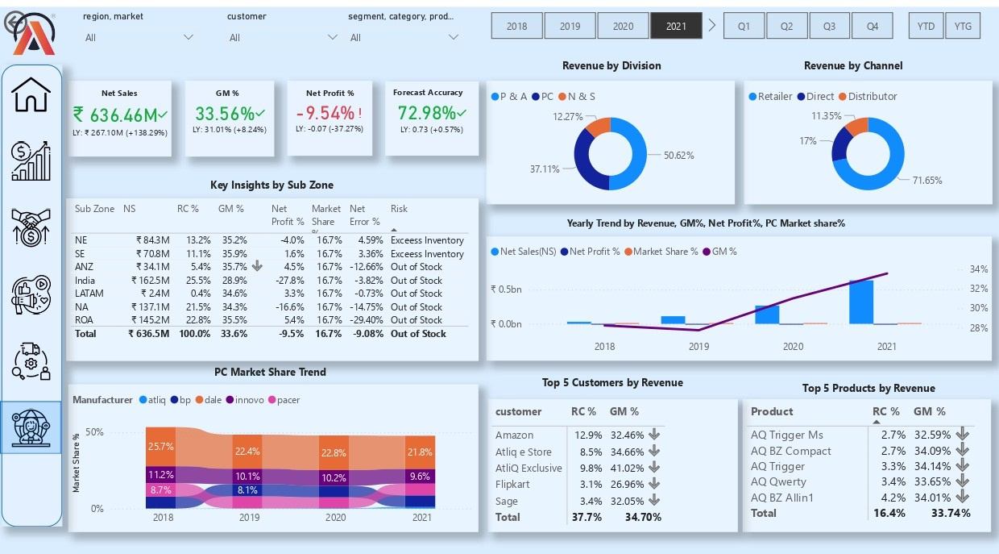 region, market customer segment, category, prod...
All All All
2018 2019 2020 2021 Q1 Q2 Q3 Q4 YTD YTG
Net Sales
₹ 636.46M
LY: ₹ 267.10M (+138.29%)
GM %
33.56%
LY: 31.01% (+8.24%)
Net Profit %
-9.54% !
LY: -0.07 (-37.27%)
Forecast Accuracy
72.98%
LY: 0.73 (+0.57%)
Revenue by Division
P & A PC N & S
12.27%
50.62%
37.11%
Revenue by Channel
Retailer Direct Distributor
11.35%
17%
71.65%
Key Insights by Sub Zone
Sub Zone NS RC % GM % Net Profit % Market Share % Net Error % Risk
NE ₹ 84.3M 13.2% 35.2% -4.0% 16.7% 4.59% Exceess Inventory
SE ₹ 70.8M 11.1% 35.9% 1.6% 16.7% 3.36% Exceess Inventory
ANZ ₹ 34.1M 5.4% 35.7% 4.5% 16.7% -12.66% Out of Stock
India ₹ 162.5M 25.5% 28.9% -27.8% 16.7% -3.82% Out of Stock
LATAM ₹ 2.4M 0.4% 34.6% 3.3% 16.7% -0.73% Out of Stock
NA ₹ 137.1M 21.5% 34.3% -16.6% 16.7% -14.75% Out of Stock
ROA ₹ 145.2M 22.8% 35.5% 5.4% 16.7% -29.40% Out of Stock
Total ₹ 636.5M 100.0% 33.6% -9.5% 16.7% -9.08% Out of Stock
Yearly Trend by Revenue, GM%, Net Profit%, PC Market share%
Net Sales(NS) Net Profit % Market Share % GM %
34%
₹ 0.5bn 32%
30%
₹ 0.0bn 28%
2018 2019 2020 2021
PC Market Share Trend
Manufacturer atliq bp dale innovo pacer
Market Share %
50%
0%
25.7% 22.4% 22.8% 21.8%
11.2% 10.1% 10.2% 9.6%
8.7% 8.1%
2018 2019 2020 2021
Top 5 Customers by Revenue
customer RC % GM %
Amazon 12.9% 32.46%
Atliq e Store 8.5% 34.66%
AtliQ Exclusive 9.8% 41.02%
Flipkart 3.1% 26.96%
Sage 3.4% 32.05%
Total 37.7% 34.70%
Top 5 Products by Revenue
Product RC % GM %
AQ Trigger Ms 2.7% 32.59%
AQ BZ Compact 2.7% 34.09%
AQ Trigger 3.3% 34.14%
AQ Qwerty 3.4% 33.65%
AQ BZ Allin1 4.2% 34.01%
Total 16.4% 33.74%